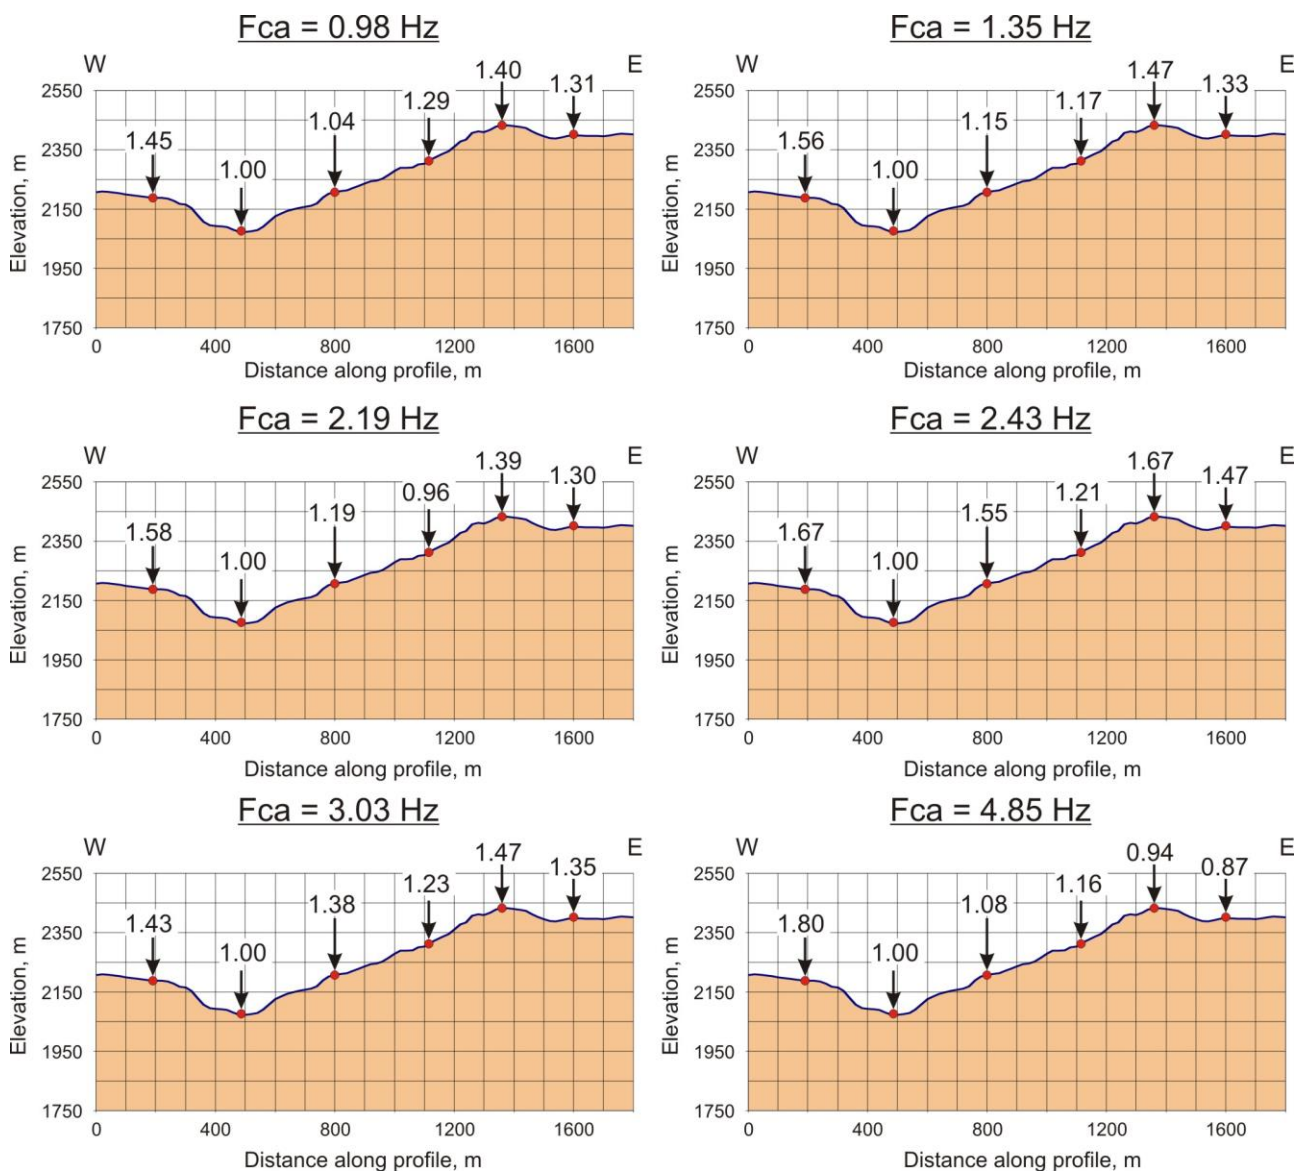 Fca = 0.98 Hz
W
E
1.45
1.00
1.04
1.29
1.40
1.31
2550
2350
2150
1950
1750
Elevation, m
0 400 800 1200 1600
Distance along profile, m
Fca = 1.35 Hz
W
E
1.56
1.00
1.15
1.17
1.47
1.33
2550
2350
2150
1950
1750
Elevation, m
0 400 800 1200 1600
Distance along profile, m
Fca = 2.19 Hz
W
E
1.58
1.00
1.19
0.96
1.39
1.30
2550
2350
2150
1950
1750
Elevation, m
0 400 800 1200 1600
Distance along profile, m
Fca = 2.43 Hz
W
E
1.67
1.00
1.55
1.21
1.67
1.47
2550
2350
2150
1950
1750
Elevation, m
0 400 800 1200 1600
Distance along profile, m
Fca = 3.03 Hz
W
E
1.43
1.00
1.38
1.23
1.47
1.35
2550
2350
2150
1950
1750
Elevation, m
0 400 800 1200 1600
Distance along profile, m
Fca = 4.85 Hz
W
E
1.80
1.00
1.08
1.16
0.94
0.87
2550
2350
2150
1950
1750
Elevation, m
0 400 800 1200 1600
Distance along profile, m